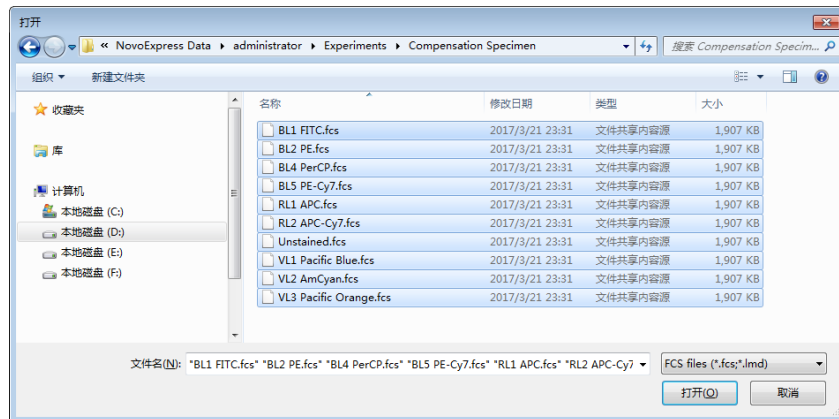 打开
« NovoExpress Data ▸ administrator ▸ Experiments ▸ Compensation Specimen
搜索 Compensation Specim...
组织 新建文件夹
收藏夹
库
计算机
本地磁盘 (C:)
本地磁盘 (D:)
本地磁盘 (E:)
本地磁盘 (F:)
名称 修改日期 类型 大小
BL1 FITC.fcs 2017/3/21 23:31 文件共享内容源 1,907 KB
BL2 PE.fcs 2017/3/21 23:31 文件共享内容源 1,907 KB
BL4 PerCP.fcs 2017/3/21 23:31 文件共享内容源 1,907 KB
BL5 PE-Cy7.fcs 2017/3/21 23:31 文件共享内容源 1,907 KB
RL1 APC.fcs 2017/3/21 23:31 文件共享内容源 1,907 KB
RL2 APC-Cy7.fcs 2017/3/21 23:31 文件共享内容源 1,907 KB
Unstained.fcs 2017/3/21 23:31 文件共享内容源 1,907 KB
VL1 Pacific Blue.fcs 2017/3/21 23:31 文件共享内容源 1,907 KB
VL2 AmCyan.fcs 2017/3/21 23:31 文件共享内容源 1,907 KB
VL3 Pacific Orange.fcs 2017/3/21 23:31 文件共享内容源 1,907 KB
文件名(N): "BL1 FITC.fcs" "BL2 PE.fcs" "BL4 PerCP.fcs" "BL5 PE-Cy7.fcs" "RL1 APC.fcs" "RL2 APC-Cy7 FCS files (*.fcs;*.lmd)
打开(O) 取消